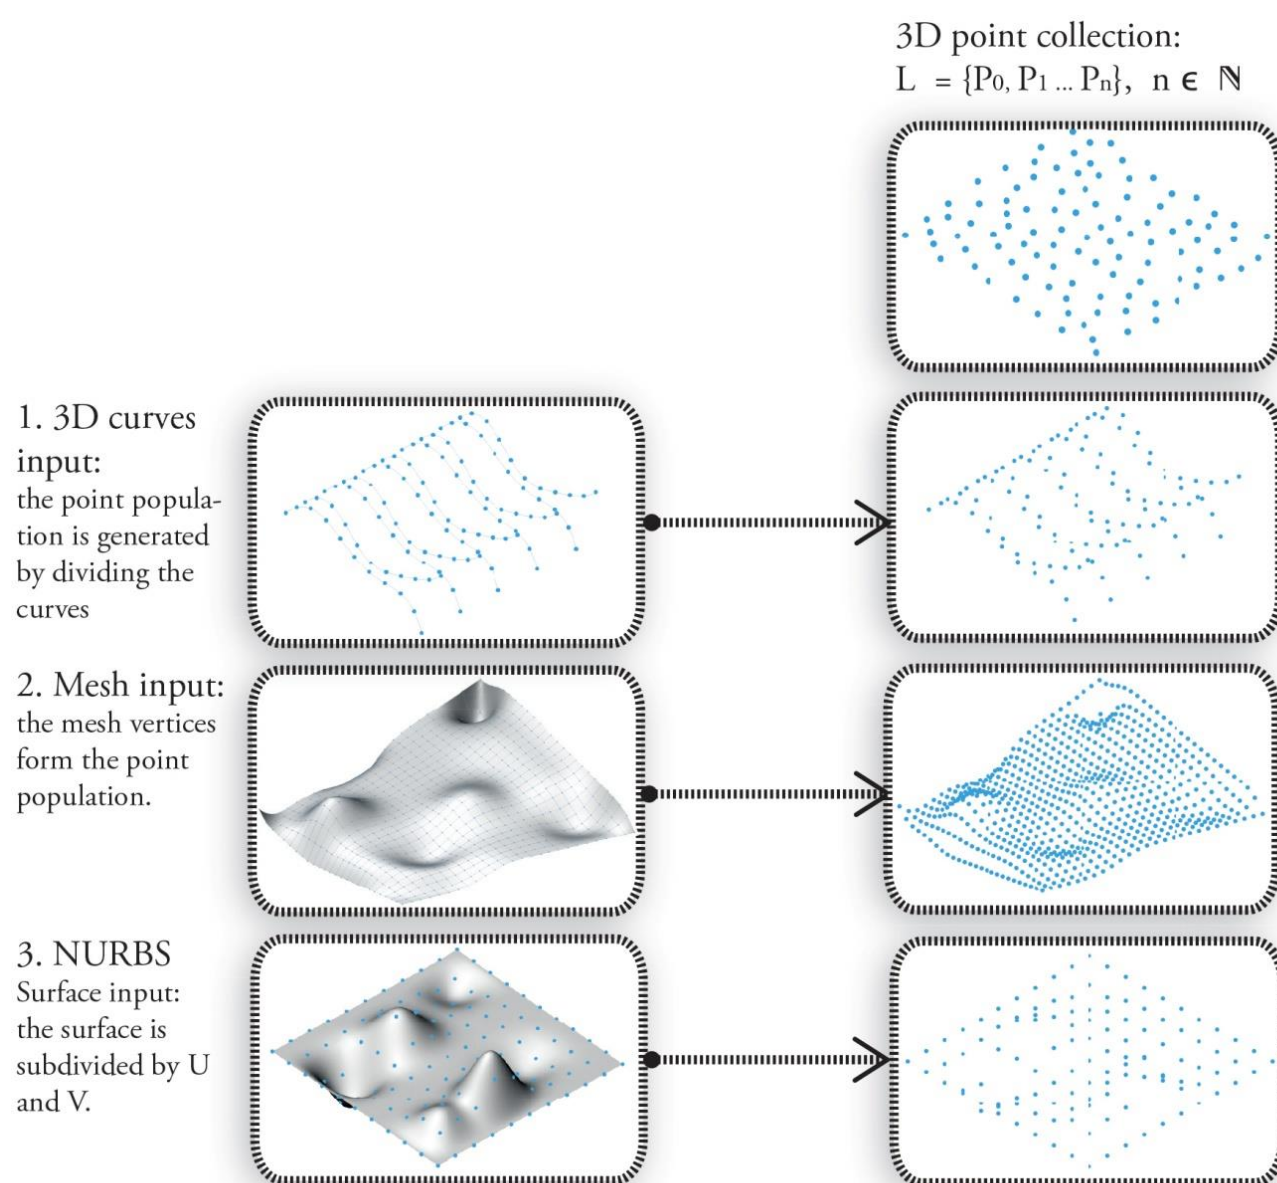 3D point collection:
L = {P0, P1 ... Pn}, n ϵ ℕ
1. 3D curves
input:
the point popula-
tion is generated
by dividing the
curves
2. Mesh input:
the mesh vertices
form the point
population.
3. NURBS
Surface input:
the surface is
subdivided by U
and V.